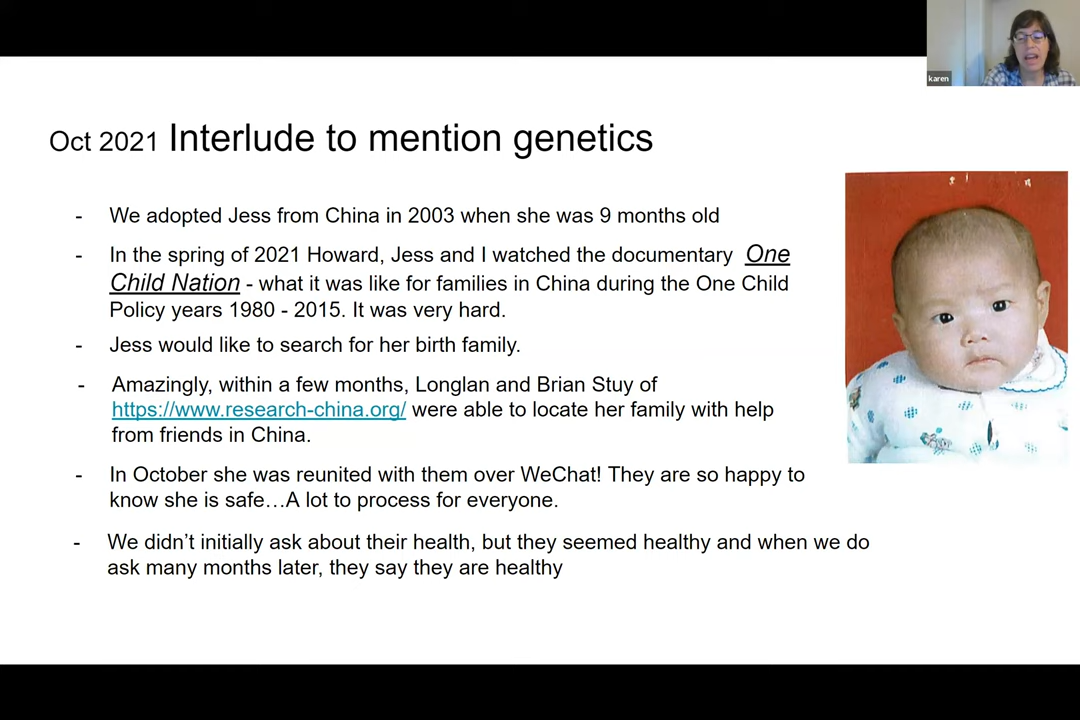 karen
Oct 2021 Interlude to mention genetics
- We adopted Jess from China in 2003 when she was 9 months old
- In the spring of 2021 Howard, Jess and I watched the documentary One
Child Nation - what it was like for families in China during the One Child
Policy years 1980 - 2015. It was very hard.
- Jess would like to search for her birth family.
- Amazingly, within a few months, Longlan and Brian Stuy of
https://www.research-china.org/ were able to locate her family with help
from friends in China.
- In October she was reunited with them over WeChat! They are so happy to
know she is safe…A lot to process for everyone.
- We didn’t initially ask about their health, but they seemed healthy and when we do
ask many months later, they say they are healthy